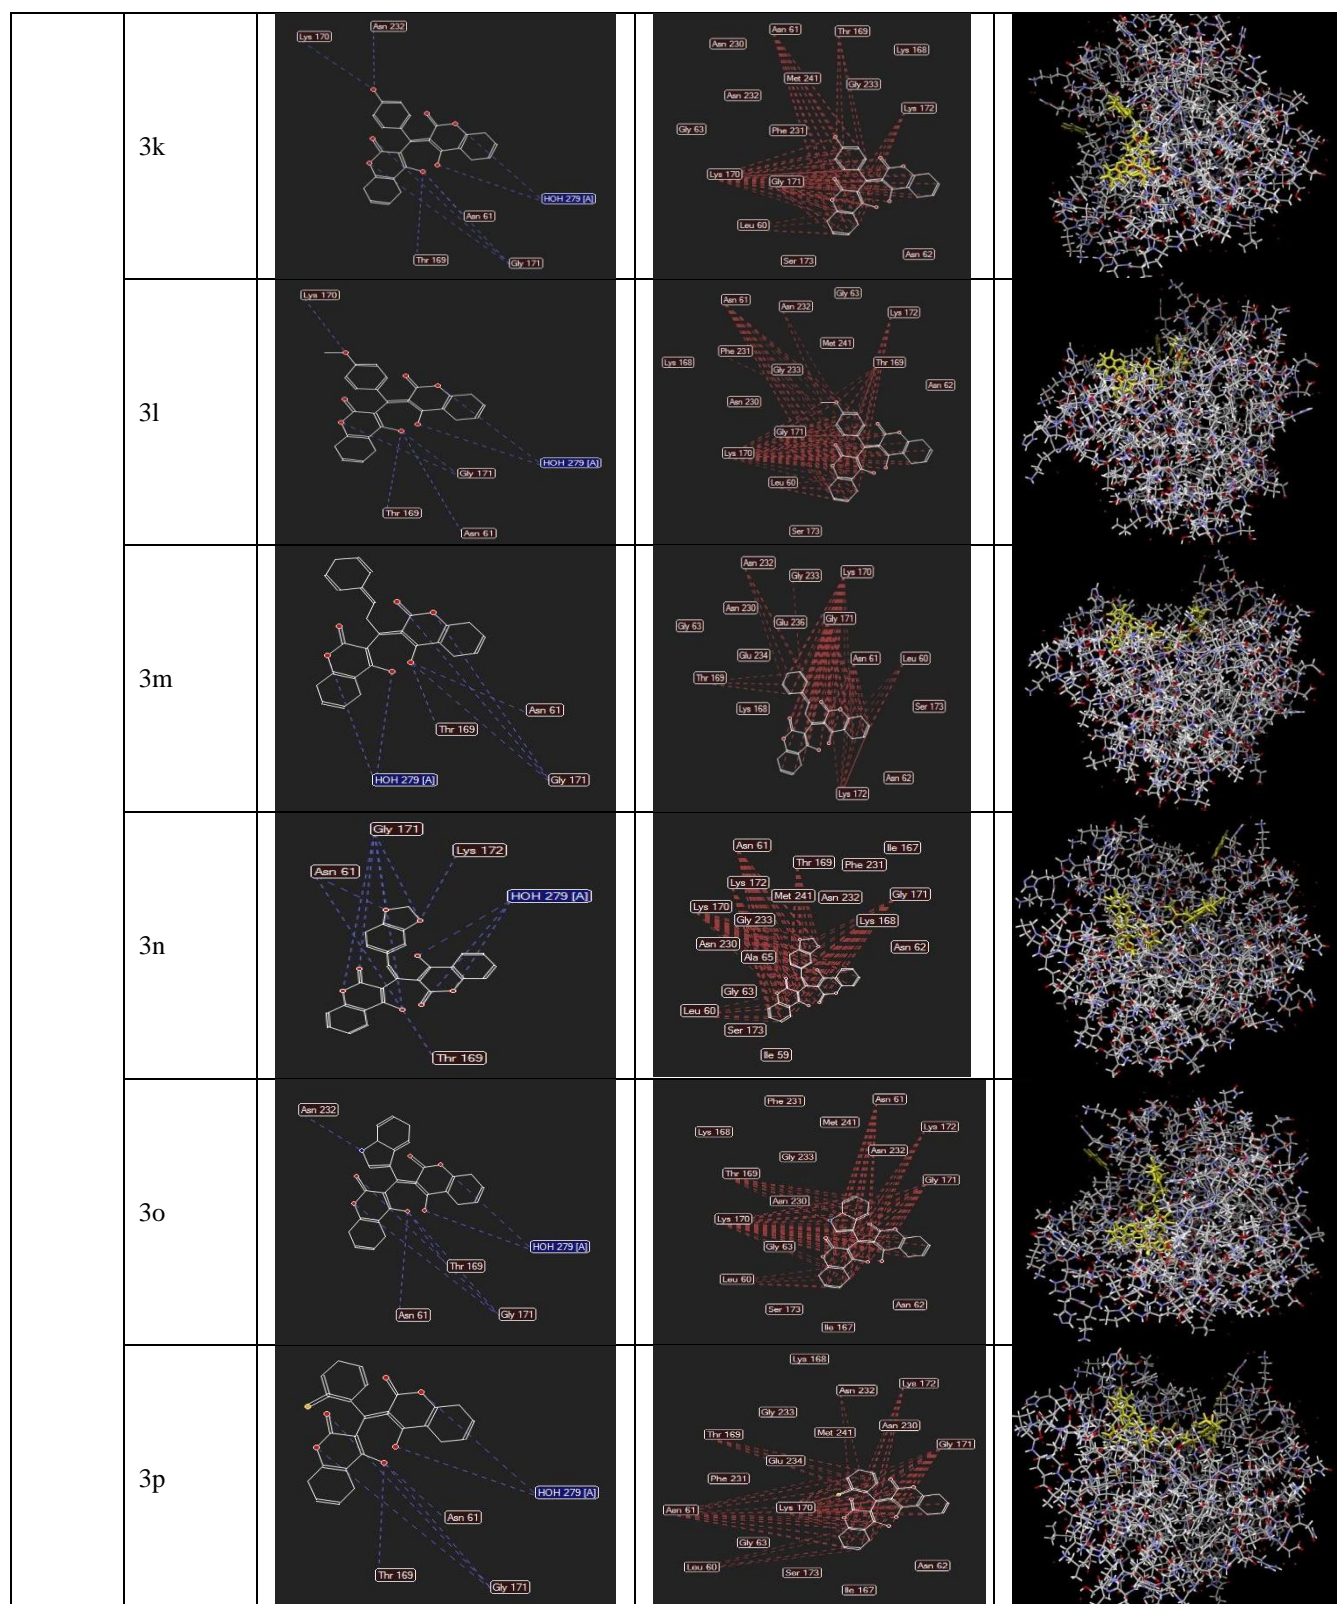 3k
Lys 170
Asn 232
HOH 279 [A]
Asn 61
Thr 169
Gly 171
Asn 61
Thr 169
Asn 230
Lys 168
Met 241
Gly 233
Asn 232
Lys 172
Gly 63
Phe 231
Lys 170
Gly 171
Leu 60
Asn 62
Ser 173
3l
Lys 170
HOH 279 [A]
Gly 171
Thr 169
Asn 61
Gly 63
Asn 61
Asn 232
Lys 172
Met 241
Phe 231
Lys 168
Thr 169
Gly 233
Asn 62
Asn 230
Gly 171
Lys 170
Leu 60
Ser 173
3m
Asn 61
Thr 169
HOH 279 [A]
Gly 171
Asn 232
Gly 233
Lys 170
Asn 230
Glu 236
Gly 171
Gly 63
Glu 234
Asn 61
Leu 60
Thr 169
Lys 168
Ser 173
Asn 62
Lys 172
3n
Gly 171
Lys 172
Asn 61
HOH 279 [A]
Thr 169
Asn 61
Ile 167
Thr 169
Phe 231
Lys 172
Met 241
Asn 232
Gly 171
Lys 170
Gly 233
Lys 168
Asn 230
Asn 62
Ala 65
Gly 63
Leu 60
Ser 173
Ile 59
3o
Asn 232
HOH 279 [A]
Thr 169
Asn 61
Gly 171
Phe 231
Asn 61
Met 241
Lys 172
Lys 168
Asn 232
Gly 233
Thr 169
Gly 171
Asn 230
Lys 170
Gly 63
Leu 60
Ser 173
Asn 62
Ile 167
3p
HOH 279 [A]
Asn 61
Thr 169
Gly 171
Lys 168
Asn 232
Lys 172
Gly 233
Asn 230
Thr 169
Met 241
Gly 171
Glu 234
Phe 231
Asn 61
Lys 170
Gly 63
Leu 60
Ser 173
Asn 62
Ile 167